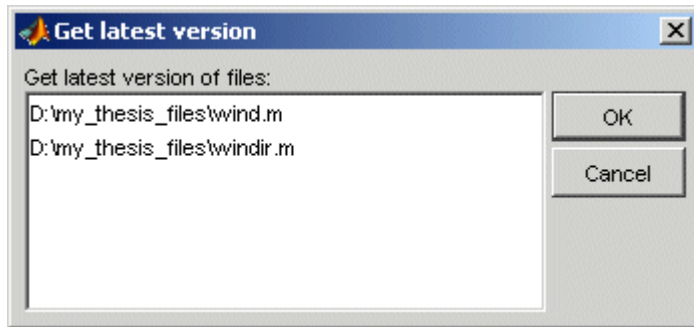 Get latest version
Get latest version of files:
D:\my_thesis_files\wind.m
D:\my_thesis_files\windir.m
OK
Cancel